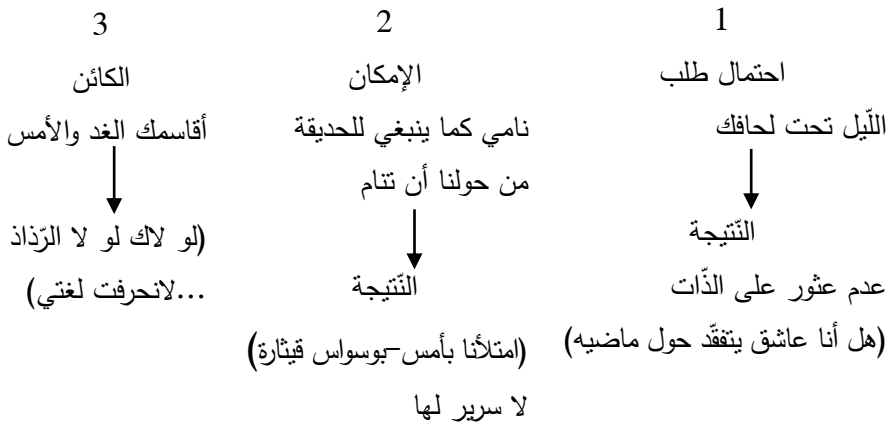 1
احتمال طلب
اللّيل تحت لحافك
النّتيجة
عدم عثور على الذّات
(هل أنا عاشق يتفقّد حول ماضيه)
2
الإمكان
نامي كما ينبغي للحديقة
من حولنا أن تنام
النّتيجة
(امتلأنا بأمس-بوسواس قيثارة)
لا سرير لها
3
الكائن
أقاسمك الغد والأمس
(لو لاك لو لا الرّذاذ
...لانحرفت لغتي)